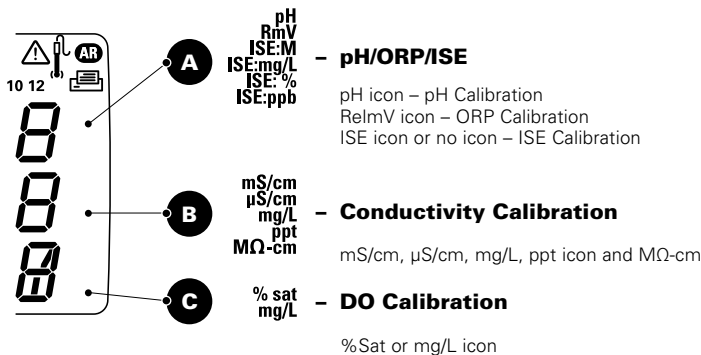 AR
10 12
A
pH
RmV
ISE:M
ISE:mg/L
ISE: %
ISE:ppb
– pH/ORP/ISE
pH icon – pH Calibration
RelmV icon – ORP Calibration
ISE icon or no icon – ISE Calibration
B
mS/cm
µS/cm
mg/L
ppt
MΩ-cm
– Conductivity Calibration
mS/cm, µS/cm, mg/L, ppt icon and MΩ-cm
C
% sat
mg/L
– DO Calibration
%Sat or mg/L icon